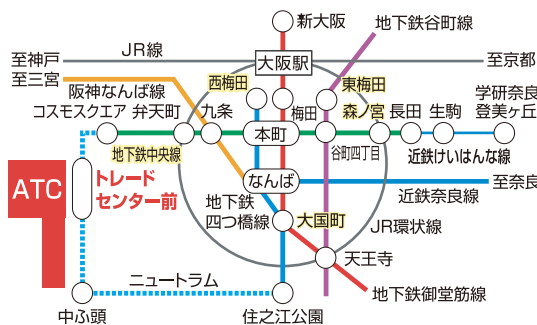 新大阪
地下鉄谷町線
JR線
至神戸
大阪駅
至京都
至三宮
西梅田
東梅田
阪神なんば線
梅田
森ノ宮
学研奈良
登美ヶ丘
コスモスクエア
弁天町
九条
長田
生駒
本町
地下鉄中央線
谷町四丁目
近鉄けいはんな線
ATC
トレード
センター前
なんば
至奈良
近鉄奈良線
地下鉄
四つ橋線
大国町
JR環状線
天王寺
ニュートラム
地下鉄御堂筋線
中ふ頭
住之江公園